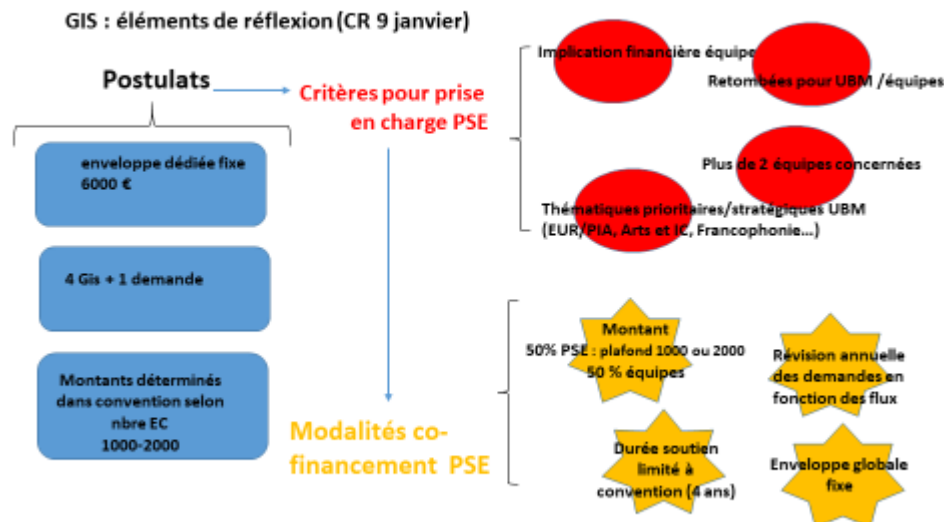 GIS : éléments de réflexion (CR 9 janvier)
Postulats
enveloppe dédiée fixe
6000 €
4 Gis + 1 demande
Montants déterminés
dans convention selon
nbre EC
1000-2000
Critères pour prise
en charge PSE
Implication financière équipe
Retombées pour UBM /équipes
Plus de 2 équipes concernées
Thématiques prioritaires/stratégiques UBM
(EUR/PIA, Arts et IC, Francophonie...)
Modalités co-
financement PSE
Montant
50% PSE : plafond 1000 ou 2000
50 % équipes
Révision annuelle
des demandes en
fonction des flux
Durée soutien
limité à
convention (4 ans)
Enveloppe globale
fixe